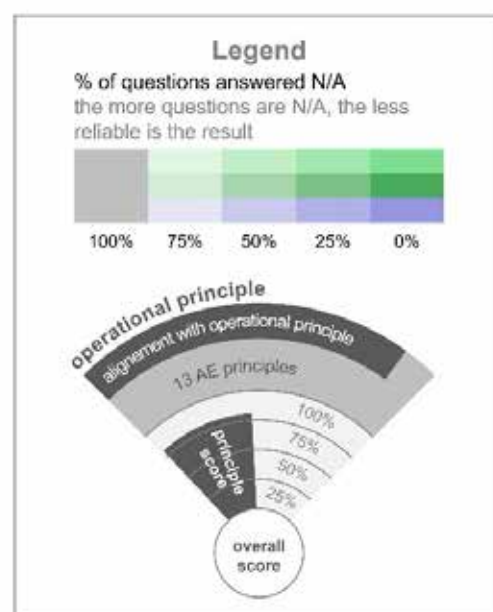 Legend
% of questions answered N/A
the more questions are N/A, the less
reliable is the result
100% 75% 50% 25% 0%
operational principle
alignement with operational principle
13 AE principles
100%
75%
50%
25%
principle
score
overall
score